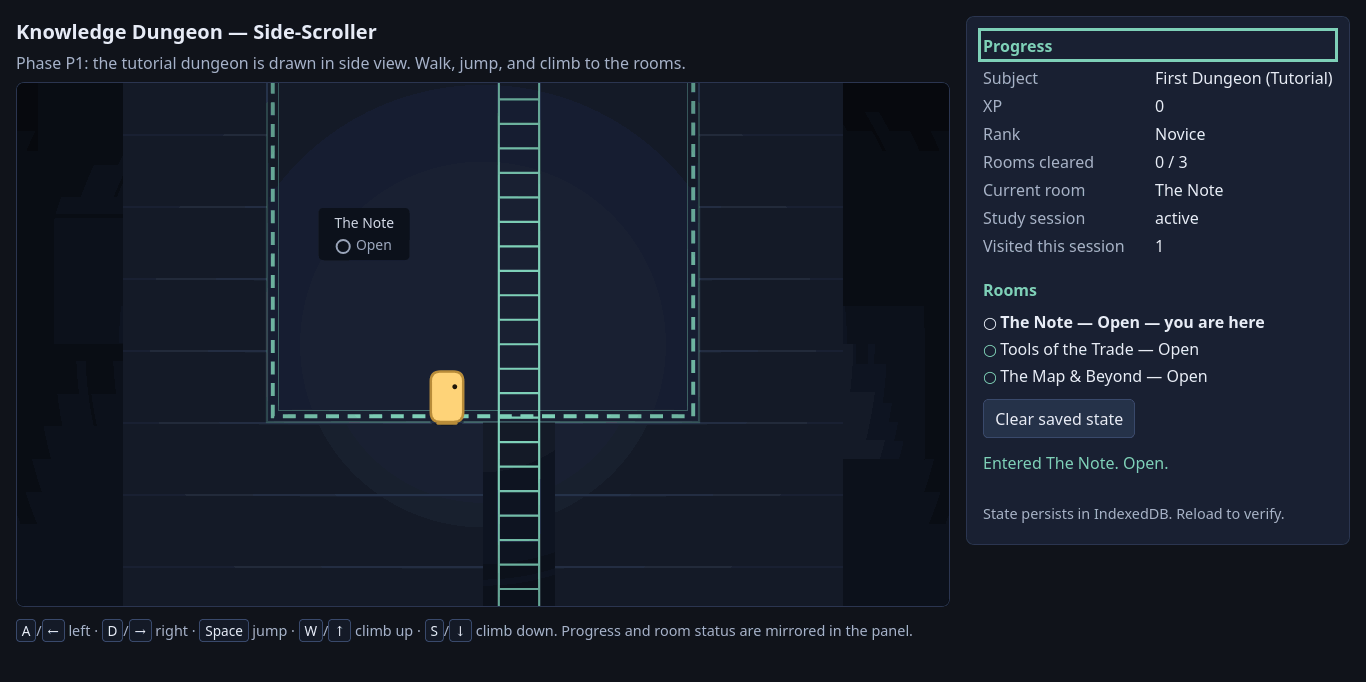 Knowledge Dungeon — Side-Scroller
Phase P1: the tutorial dungeon is drawn in side view. Walk, jump, and climb to the rooms.
The Note
Open
A/← left · D/→ right · Space jump · W/↑ climb up · S/↓ climb down. Progress and room status are mirrored in the panel.
Progress
Subject First Dungeon (Tutorial)
XP 0
Rank Novice
Rooms cleared 0 / 3
Current room The Note
Study session active
Visited this session 1
Rooms
○ The Note — Open — you are here
○ Tools of the Trade — Open
○ The Map & Beyond — Open
Clear saved state
Entered The Note. Open.
State persists in IndexedDB. Reload to verify.